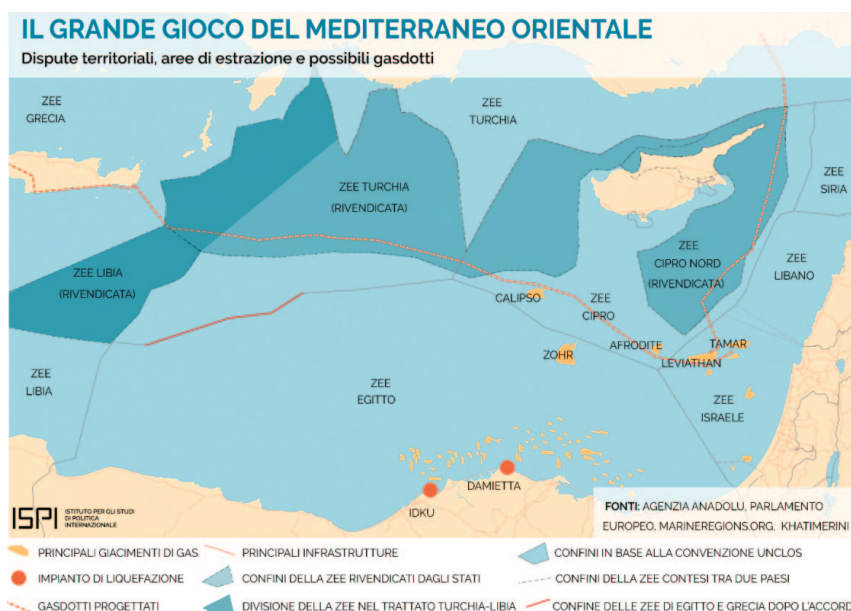 IL GRANDE GIOCO DEL MEDITERRANEO ORIENTALE
Dispute territoriali, aree di estrazione e possibili gasdotti
ZEE
GRECIA
ZEE
TURCHIA
ZEE TURCHIA
(RIVENDICATA)
ZEE
SIRIA
ZEE
CIPRO NORD
(RIVENDICATA)
ZEE
LIBANO
ZEE LIBIA
(RIVENDICATA)
CALIPSO
ZEE
CIPRO
AFRODITE
TAMAR
ZOHR
LEVIATHAN
ZEE
LIBIA
ZEE
EGITTO
ZEE
ISRAELE
DAMIETTA
IDKU
ISPI
ISTITUTO PER GLI STUDI
DI POLITICA
INTERNAZIONALE
FONTI: AGENZIA ANADOLU, PARLAMENTO
EUROPEO, MARINEREGIONS.ORG. KHATIMERINI
PRINCIPALI GIACIMENTI DI GAS
PRINCIPALI INFRASTRUTTURE
CONFINI IN BASE ALLA CONVENZIONE UNCLOS
IMPIANTO DI LIQUEFAZIONE
CONFINI DELLA ZEE RIVENDICATI DAGLI STATI
CONFINI DELLA ZEE CONTESI TRA DUE PAESI
GASDOTTI PROGETTATI
DIVISIONE DELLA ZEE NEL TRATTATO TURCHIA-LIBIA
CONFINE DELLE ZEE DI EGITTO E GRECIA DOPO L'ACCORD